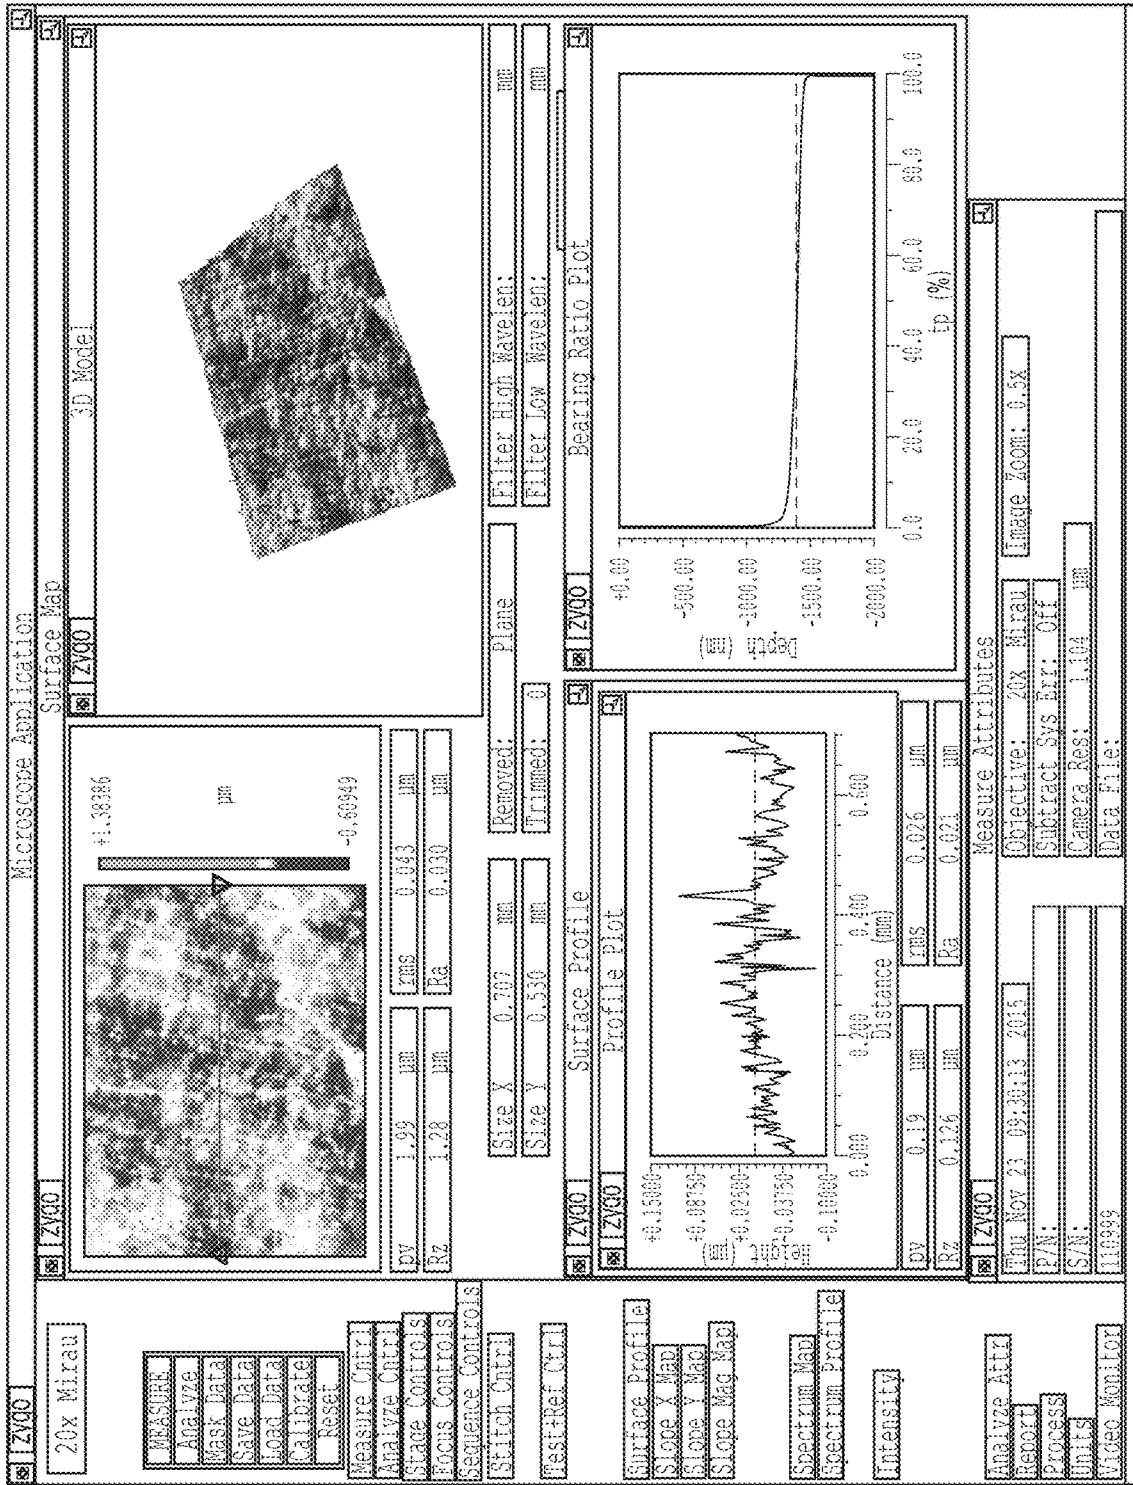 zygo Microscope Application
20x Mirau
MEASURE
Analyze
Mask Data
Save Data
Load Data
Calibrate
Reset
Measure Cntrl
Analyze Cntrl
Stage Controls
Focus Controls
Sequence Controls
Stitch Cntrl
TestRef Ctrl
Surface Profile
Slope X Map
Slope Y Map
Slope Mag Map
Spectrum Map
Spectrum Profile
Intensity
Analyze Attr
Report
Process
Units
Video Monitor
zygo Surface Map
+1.38386
µm
-0.60949
pv 1.99 µm
rms 0.043 µm
Rz 1.28 µm
Ra 0.030 µm
Size X 0.707 mm
Size Y 0.530 mm
zygo 3D Model
Removed: Plane
Trimmed: 0
Filter High Wavelen: mm
Filter Low Wavelen: mm
zygo Surface Profile
zygo Profile Plot
+0.15000
+0.08750
+0.02500
-0.03750
-0.10000
Height (µm)
0.000 0.200 0.400 0.600
Distance (mm)
pv 0.19 µm
rms 0.026 µm
Rz 0.126 µm
Ra 0.021 µm
zygo Bearing Ratio Plot
+0.00
-500.00
-1000.00
-1500.00
-2000.00
Depth (nm)
0.0 20.0 40.0 60.0 80.0 100.0
tp (%)
zygo Measure Attributes
Thu Nov 23 09:30:13 2015
P/N:
S/N:
118999
Objective: 20x Mirau
Image Zoom: 0.5X
Subtract Sys Err: Off
Camera Res: 1.104 µm
Data File: